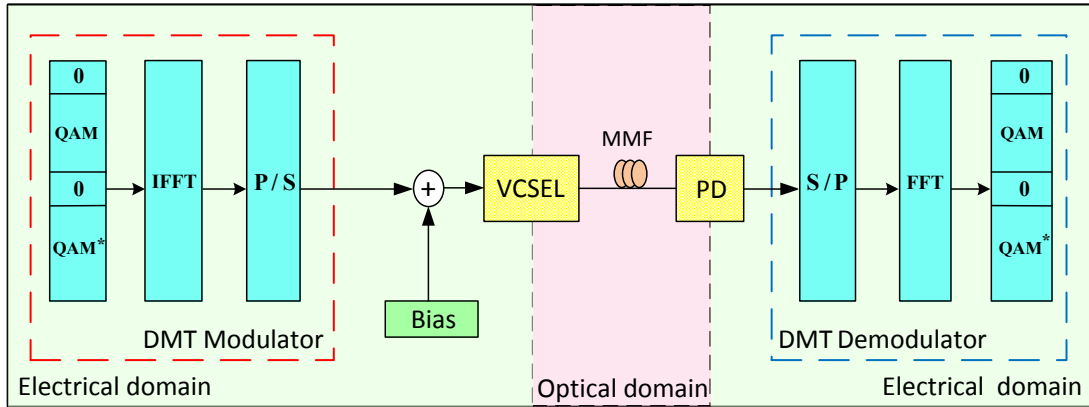 0
QAM
0
QAM*
IFFT
P / S
+
Bias
DMT Modulator
Electrical domain
VCSEL
MMF
PD
Optical domain
S / P
FFT
0
QAM
0
QAM*
DMT Demodulator
Electrical domain